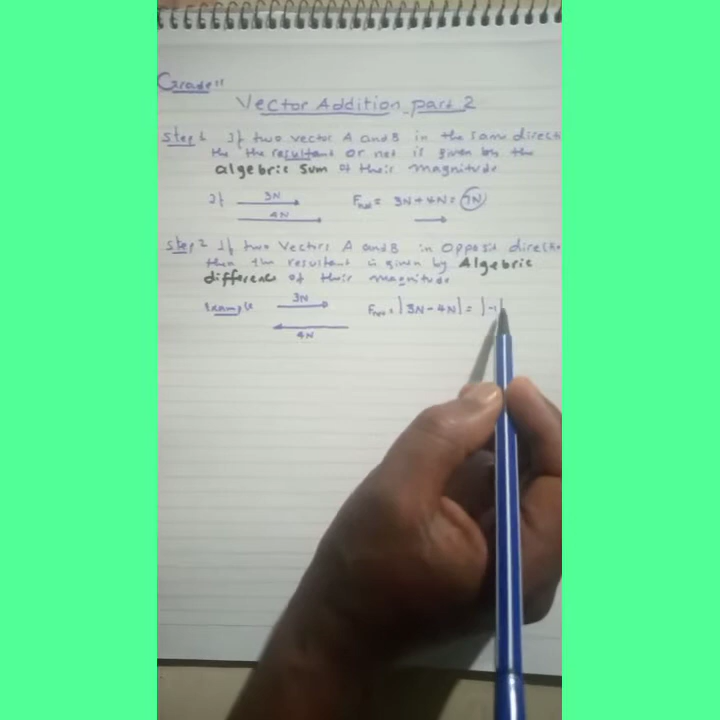 Grade 11
Vector Addition part 2
Step 1 If two vector A and B in the same directi
the the resultant or net is given by the
algebric sum of their magnitude
3N
If Fnet = 3N + 4N = 7N
4N
Step 2 If two vectors A and B in opposit directio
then the resultant is given by Algebric
difference of their magnitude
3N
Example Fnet = |3N - 4N| = |-1|
4N